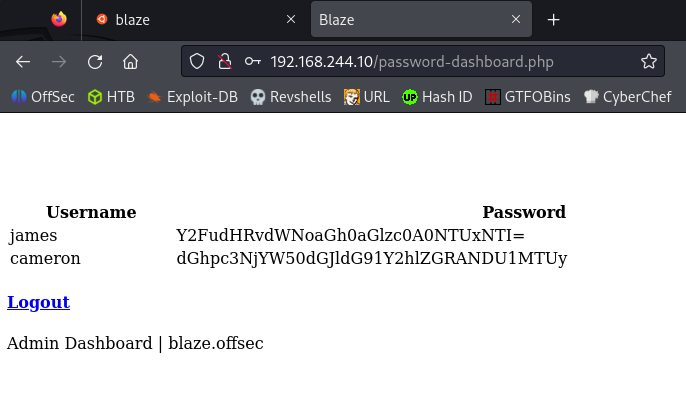 blaze
Blaze
192.168.244.10/password-dashboard.php
OffSec HTB Exploit-DB Revshells URL Hash ID GTFOBins CyberChef
Username Password
james Y2FudHRvdWNoaGh0aGlzc0A0NTUxNTI=
cameron dGhpc3NjYW50dGJldG91Y2hlZGRANDU1MTUy
Logout
Admin Dashboard | blaze.offsec